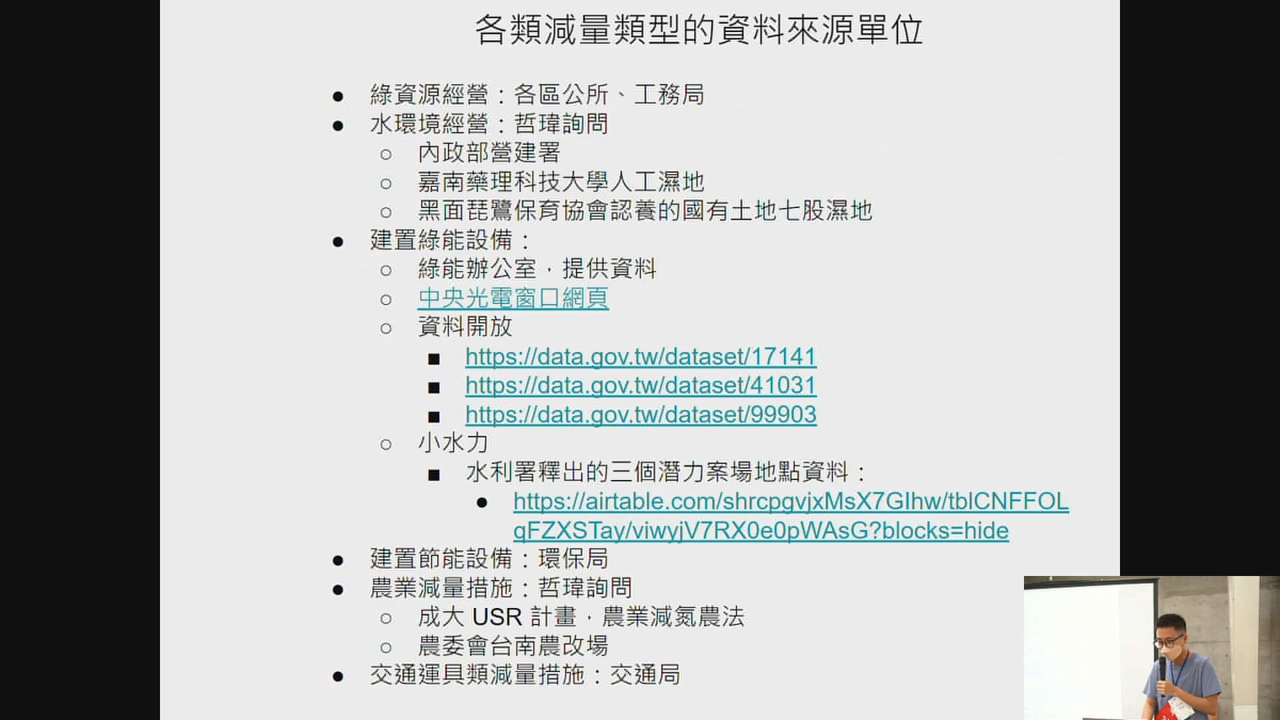 各類減量類型的資料來源單位
● 綠資源經營：各區公所、工務局
● 水環境經營：哲瑋詢問
○ 內政部營建署
○ 嘉南藥理科技大學人工濕地
○ 黑面琵鷺保育協會認養的國有土地七股濕地
● 建置綠能設備：
○ 綠能辦公室，提供資料
○ 中央光電窗口網頁
○ 資料開放
■ https://data.gov.tw/dataset/17141
■ https://data.gov.tw/dataset/41031
■ https://data.gov.tw/dataset/99903
○ 小水力
■ 水利署釋出的三個潛力案場地點資料：
● https://airtable.com/shrcpgvjxMsX7GIhw/tblCNFFOL
qFZXSTay/viwyjV7RX0e0pWAsG?blocks=hide
● 建置節能設備：環保局
● 農業減量措施：哲瑋詢問
○ 成大 USR 計畫，農業減氮農法
○ 農委會台南農改場
● 交通運具類減量措施：交通局